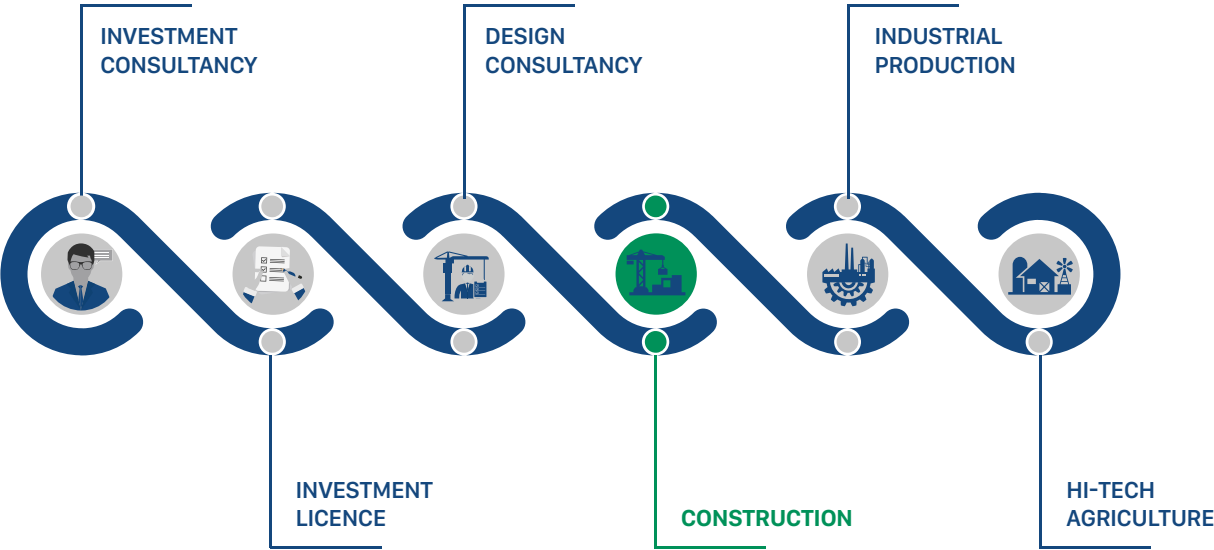 INVESTMENT
CONSULTANCY
DESIGN
CONSULTANCY
INDUSTRIAL
PRODUCTION
INVESTMENT
LICENCE
CONSTRUCTION
HI-TECH
AGRICULTURE